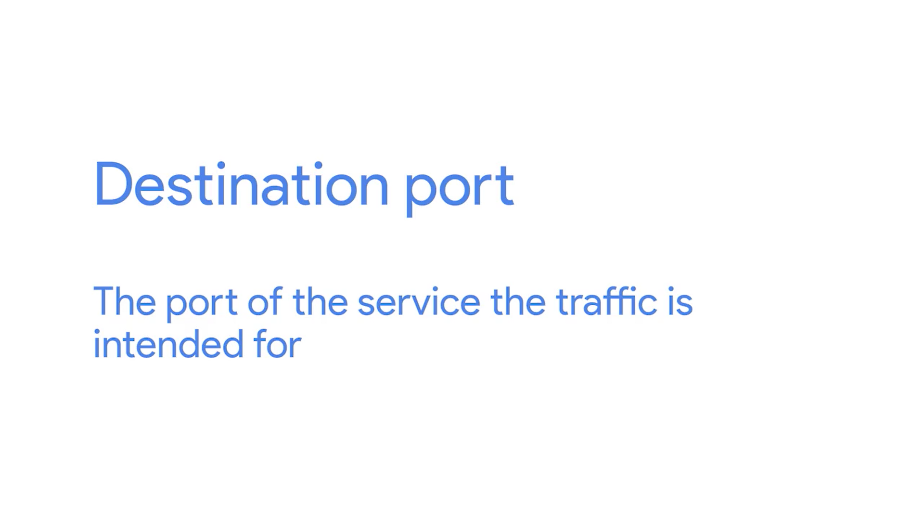 Destination port
The port of the service the traffic is
intended for